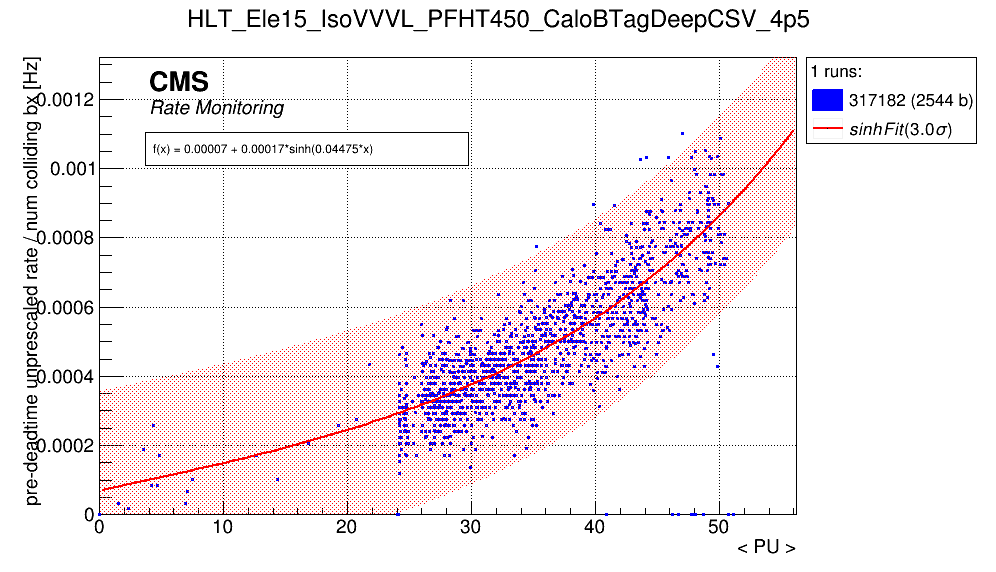 HLT_Ele15_IsoVVVL_PFHT450_CaloBTagDeepCSV_4p5
pre-deadtime unprescaled rate / num colliding bx [Hz]
CMS
Rate Monitoring
f(x) = 0.00007 + 0.00017*sinh(0.04475*x)
1 runs:
317182 (2544 b)
sinhFit(3.0σ)
0.0012
0.001
0.0008
0.0006
0.0004
0.0002
0
0 10 20 30 40 50
< PU >